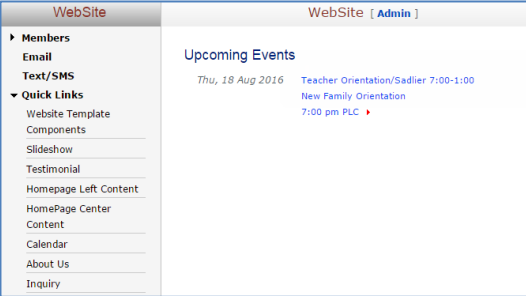 WebSite
Members
Email
Text/SMS
Quick Links
Website Template
Components
Slideshow
Testimonial
Homepage Left Content
HomePage Center
Content
Calendar
About Us
Inquiry
WebSite [ Admin ]
Upcoming Events
Thu, 18 Aug 2016 Teacher Orientation/Sadlier 7:00-1:00
New Family Orientation
7:00 pm PLC